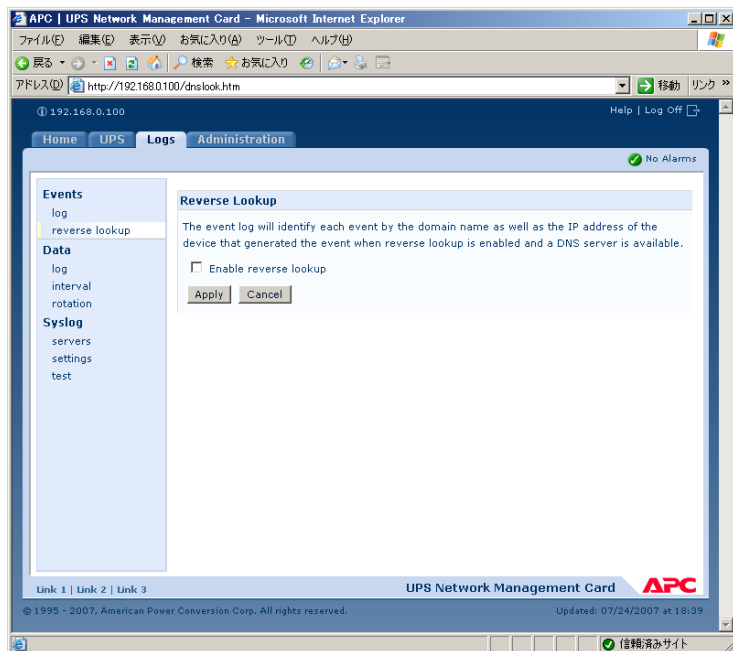 APC | UPS Network Management Card - Microsoft Internet Explorer
ファイル(F) 編集(E) 表示(V) お気に入り(A) ツール(T) ヘルプ(H)
戻る 検索 お気に入り
アドレス(D) http://192.168.0.100/dnslook.htm 移動 リンク »
192.168.0.100 Help | Log Off
Home UPS Logs Administration
No Alarms
Events
log
reverse lookup
Data
log
interval
rotation
Syslog
servers
settings
test
Reverse Lookup
The event log will identify each event by the domain name as well as the IP address of the
device that generated the event when reverse lookup is enabled and a DNS server is available.
Enable reverse lookup
Apply Cancel
Link 1 | Link 2 | Link 3
UPS Network Management Card APC
© 1995 - 2007, American Power Conversion Corp. All rights reserved. Updated: 07/24/2007 at 18:39
信頼済みサイト